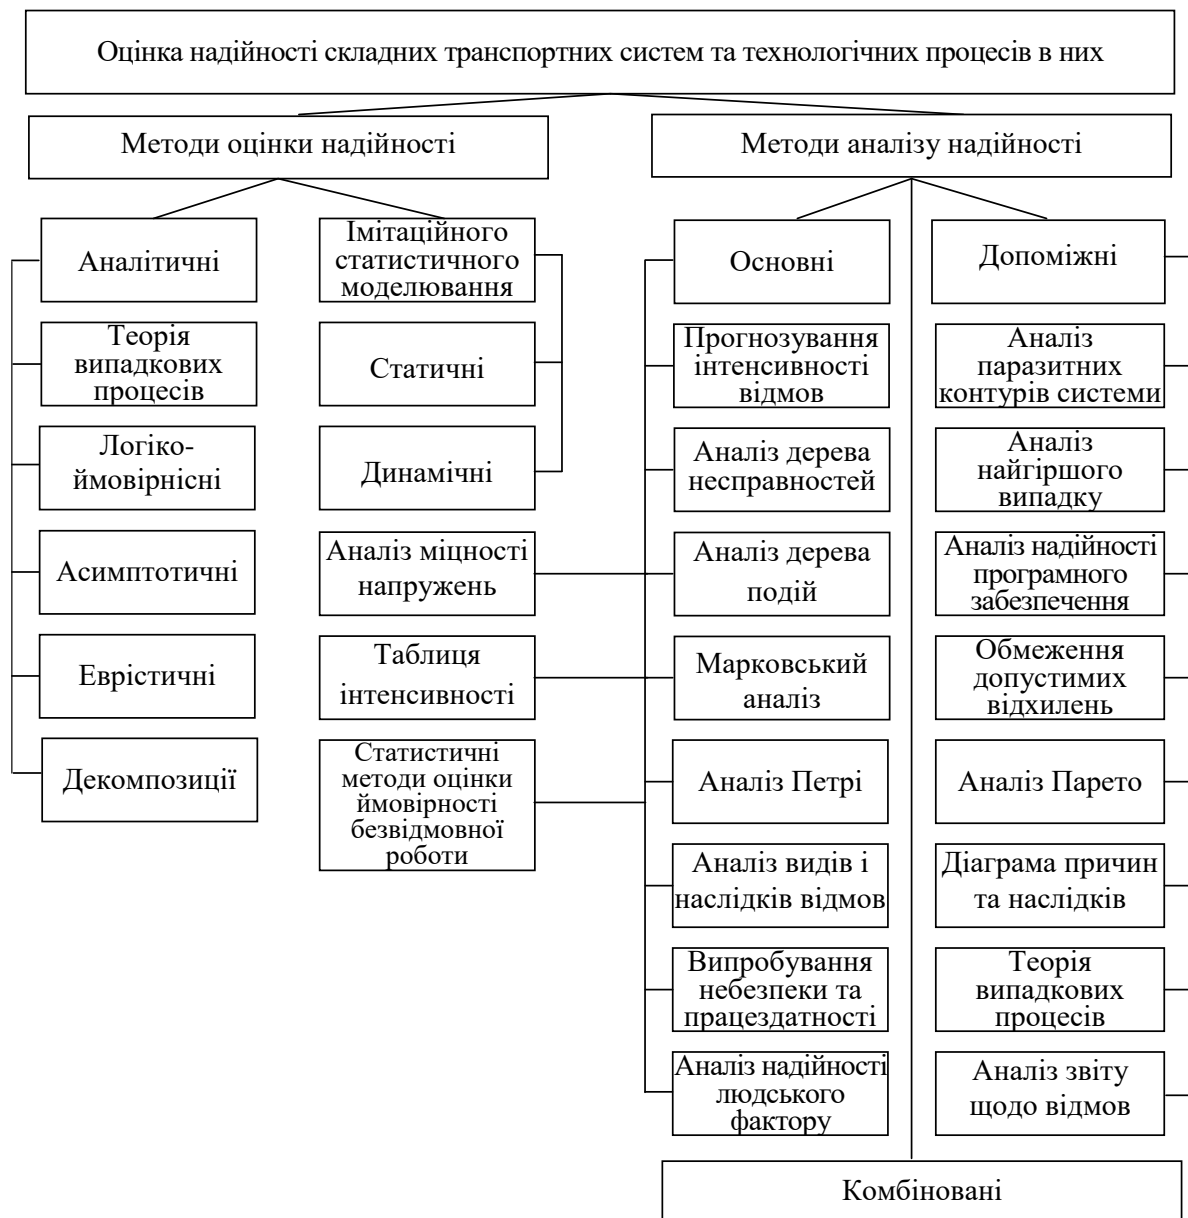 Оцінка надійності складних транспортних систем та технологічних процесів в них
Методи оцінки надійності
Методи аналізу надійності
Аналітичні
Теорія
випадкових
процесів
Логіко-
ймовірнісні
Асимптотичні
Еврістичні
Декомпозиції
Імітаційного
статистичного
моделювання
Статичні
Динамічні
Аналіз міцності
напружень
Таблиця
інтенсивності
Статистичні
методи оцінки
ймовірності
безвідмовної
роботи
Основні
Прогнозування
інтенсивності
відмов
Аналіз дерева
несправностей
Аналіз дерева
подій
Марковський
аналіз
Аналіз Петрі
Аналіз видів і
наслідків відмов
Випробування
небезпеки та
працездатності
Аналіз надійності
людського
фактору
Допоміжні
Аналіз
паразитних
контурів системи
Аналіз
найгіршого
випадку
Аналіз надійності
програмного
забезпечення
Обмеження
допустимих
відхилень
Аналіз Парето
Діаграма причин
та наслідків
Теорія
випадкових
процесів
Аналіз звіту
щодо відмов
Комбіновані